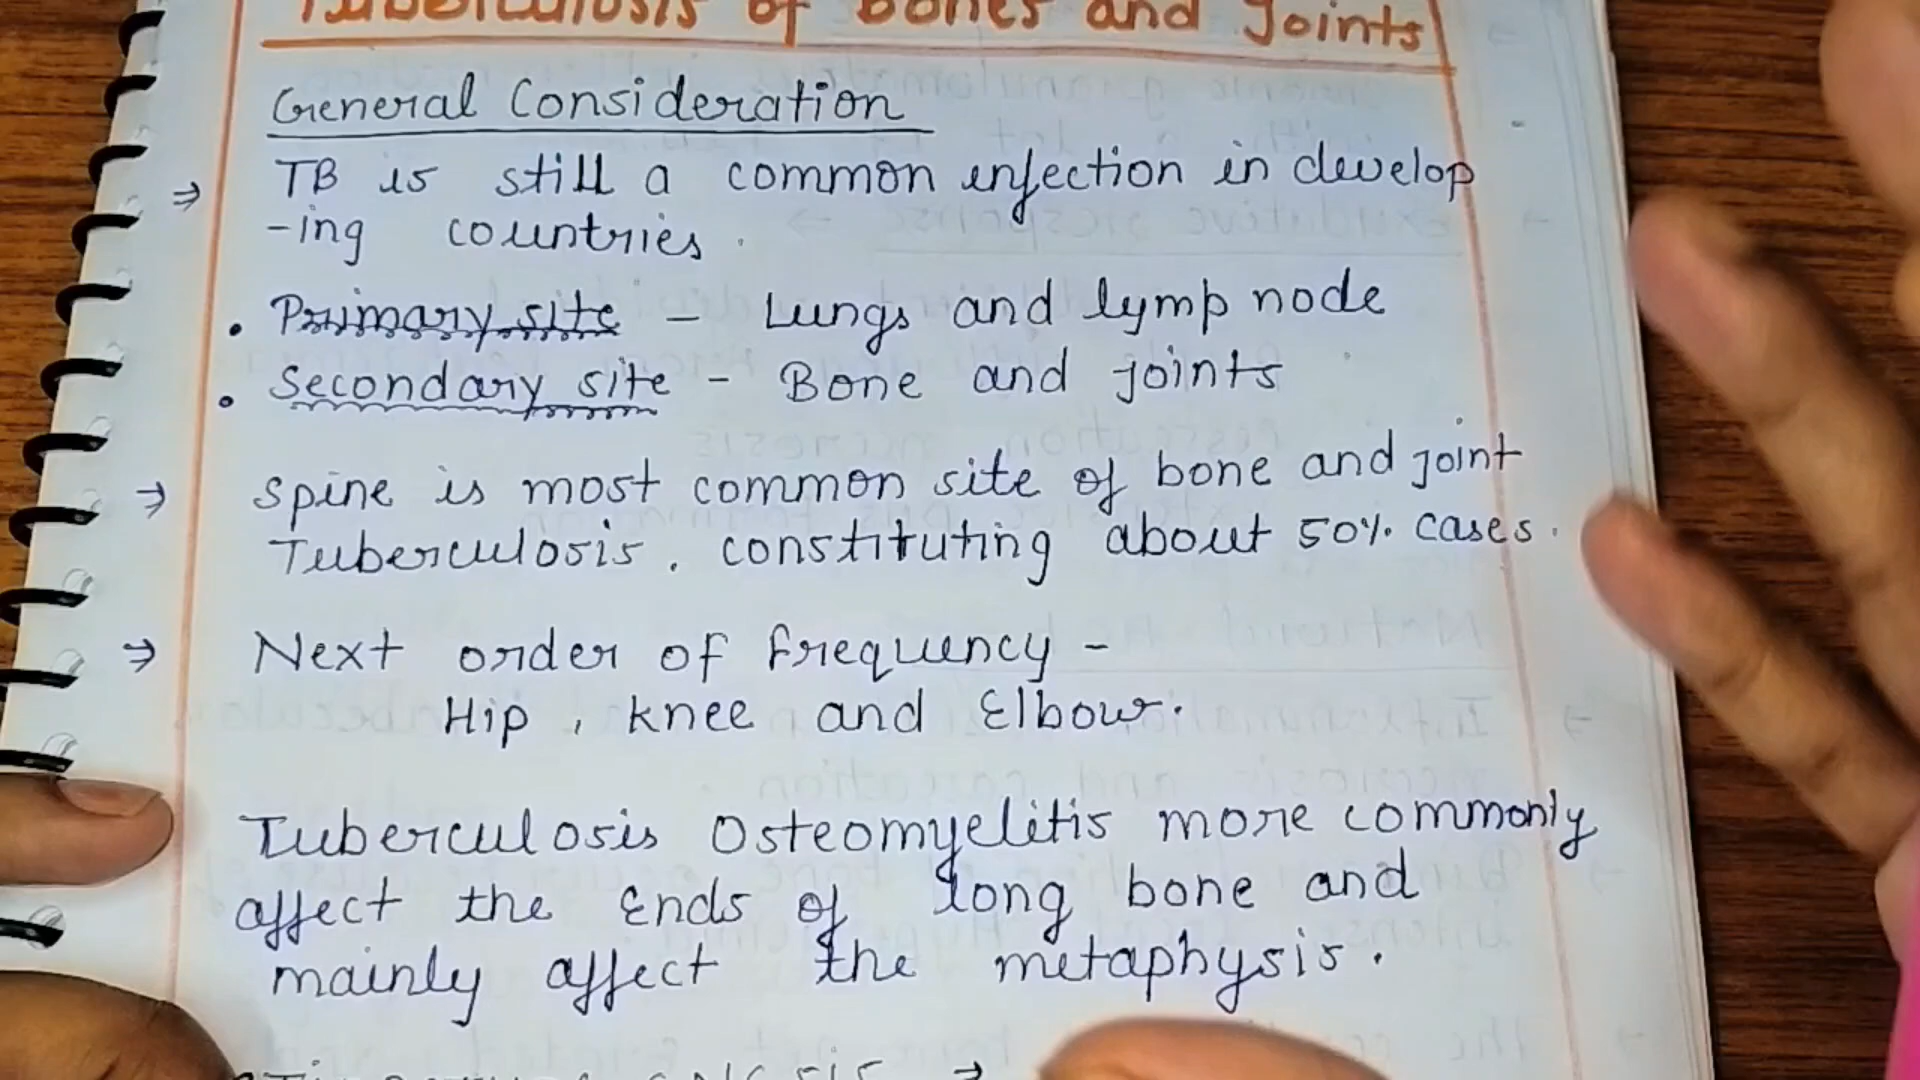 Tuberculosis of Bones and Joints
General Consideration
⇒ TB is still a common infection in develop
-ing countries.
• Primary site - Lungs and lymp node
• Secondary site - Bone and joints
⇒ Spine is most common site of bone and joint
Tuberculosis. constituting about 50% cases.
⇒ Next order of frequency -
Hip, knee and Elbow.
Tuberculosis Osteomyelitis more commonly
affect the Ends of long bone and
mainly affect the metaphysis.